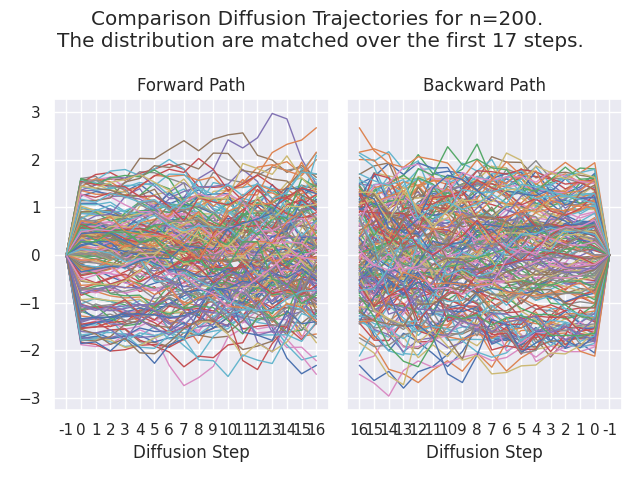 Comparison Diffusion Trajectories for n=200.
The distribution are matched over the first 17 steps.
Forward Path
Backward Path
3
2
1
0
−1
−2
−3
-1 0 1 2 3 4 5 6 7 8 9 10 11 12 13 14 15 16
16 15 14 13 12 11 10 9 8 7 6 5 4 3 2 1 0 -1
Diffusion Step
Diffusion Step